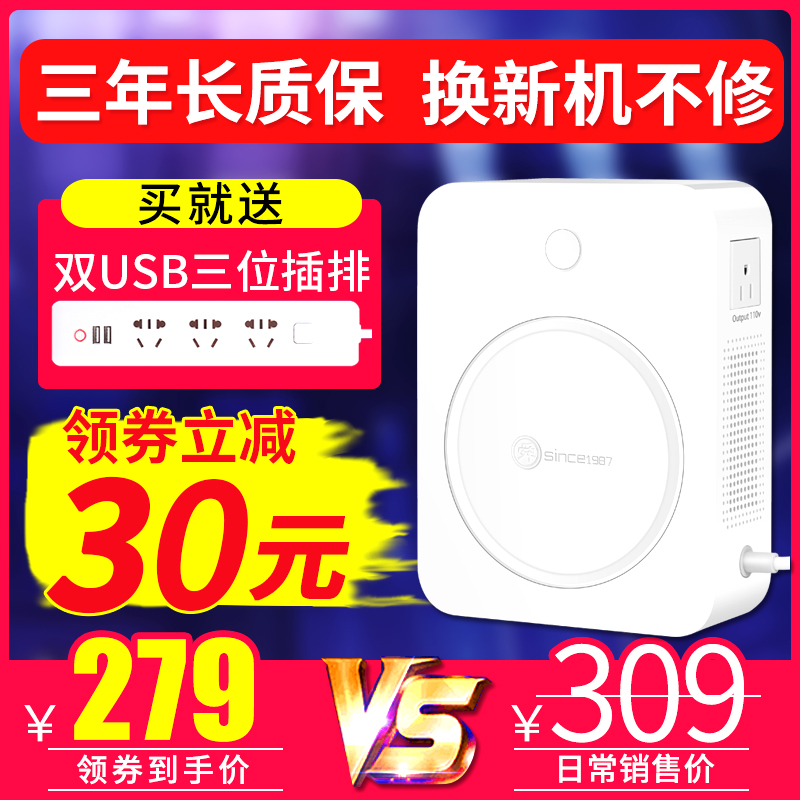 三年长质保 换新机不修
买就送
双USB三位插排
领券立减
30元
Output 110v
since1987
¥279
领券到手价
VS
¥309
日常销售价